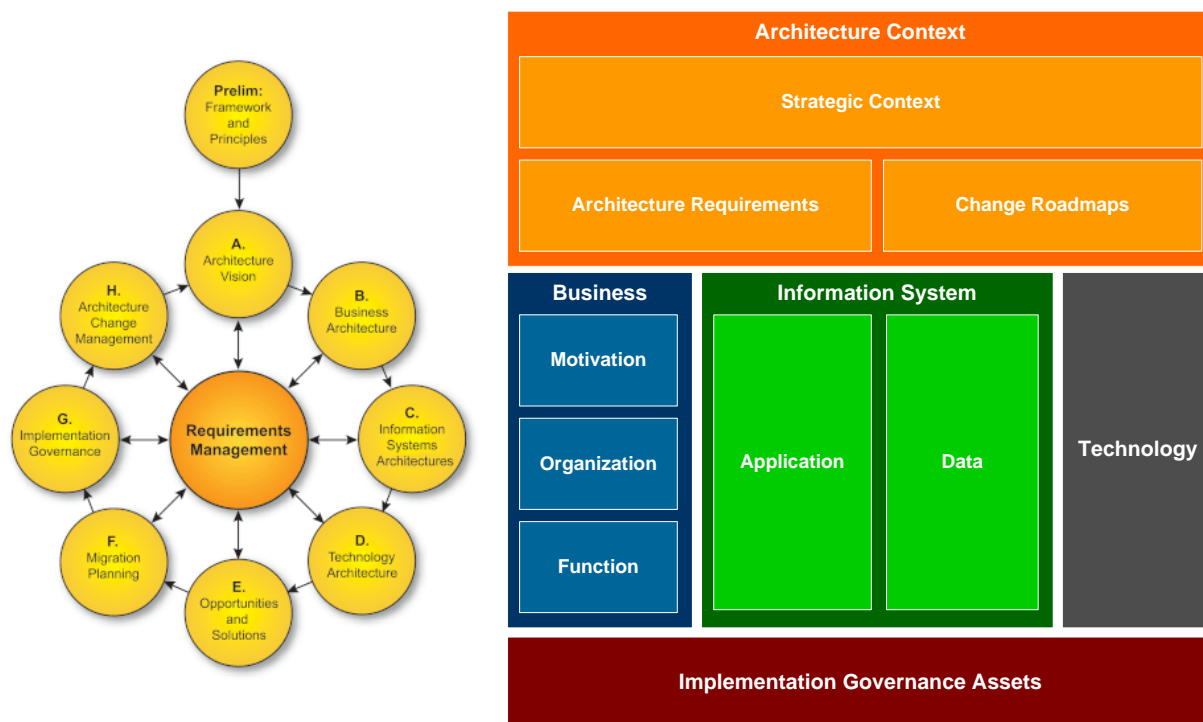 Prelim:
Framework
and
Principles
A.
Architecture
Vision
B.
Business
Architecture
C.
Information
Systems
Architectures
D.
Technology
Architecture
E.
Opportunities
and
Solutions
F.
Migration
Planning
G.
Implementation
Governance
H.
Architecture
Change
Management
Requirements
Management
Architecture Context
Strategic Context
Architecture Requirements
Change Roadmaps
Business
Motivation
Organization
Function
Information System
Application
Data
Technology
Implementation Governance Assets